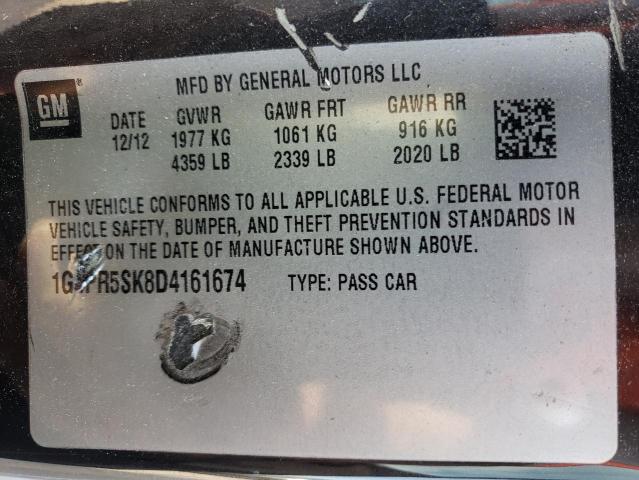 GM®
MFD BY GENERAL MOTORS LLC
DATE GVWR GAWR FRT GAWR RR
12/12 1977 KG 1061 KG 916 KG
4359 LB 2339 LB 2020 LB
THIS VEHICLE CONFORMS TO ALL APPLICABLE U.S. FEDERAL MOTOR
VEHICLE SAFETY, BUMPER, AND THEFT PREVENTION STANDARDS IN
EFFECT ON THE DATE OF MANUFACTURE SHOWN ABOVE.
TYPE: PASS CAR